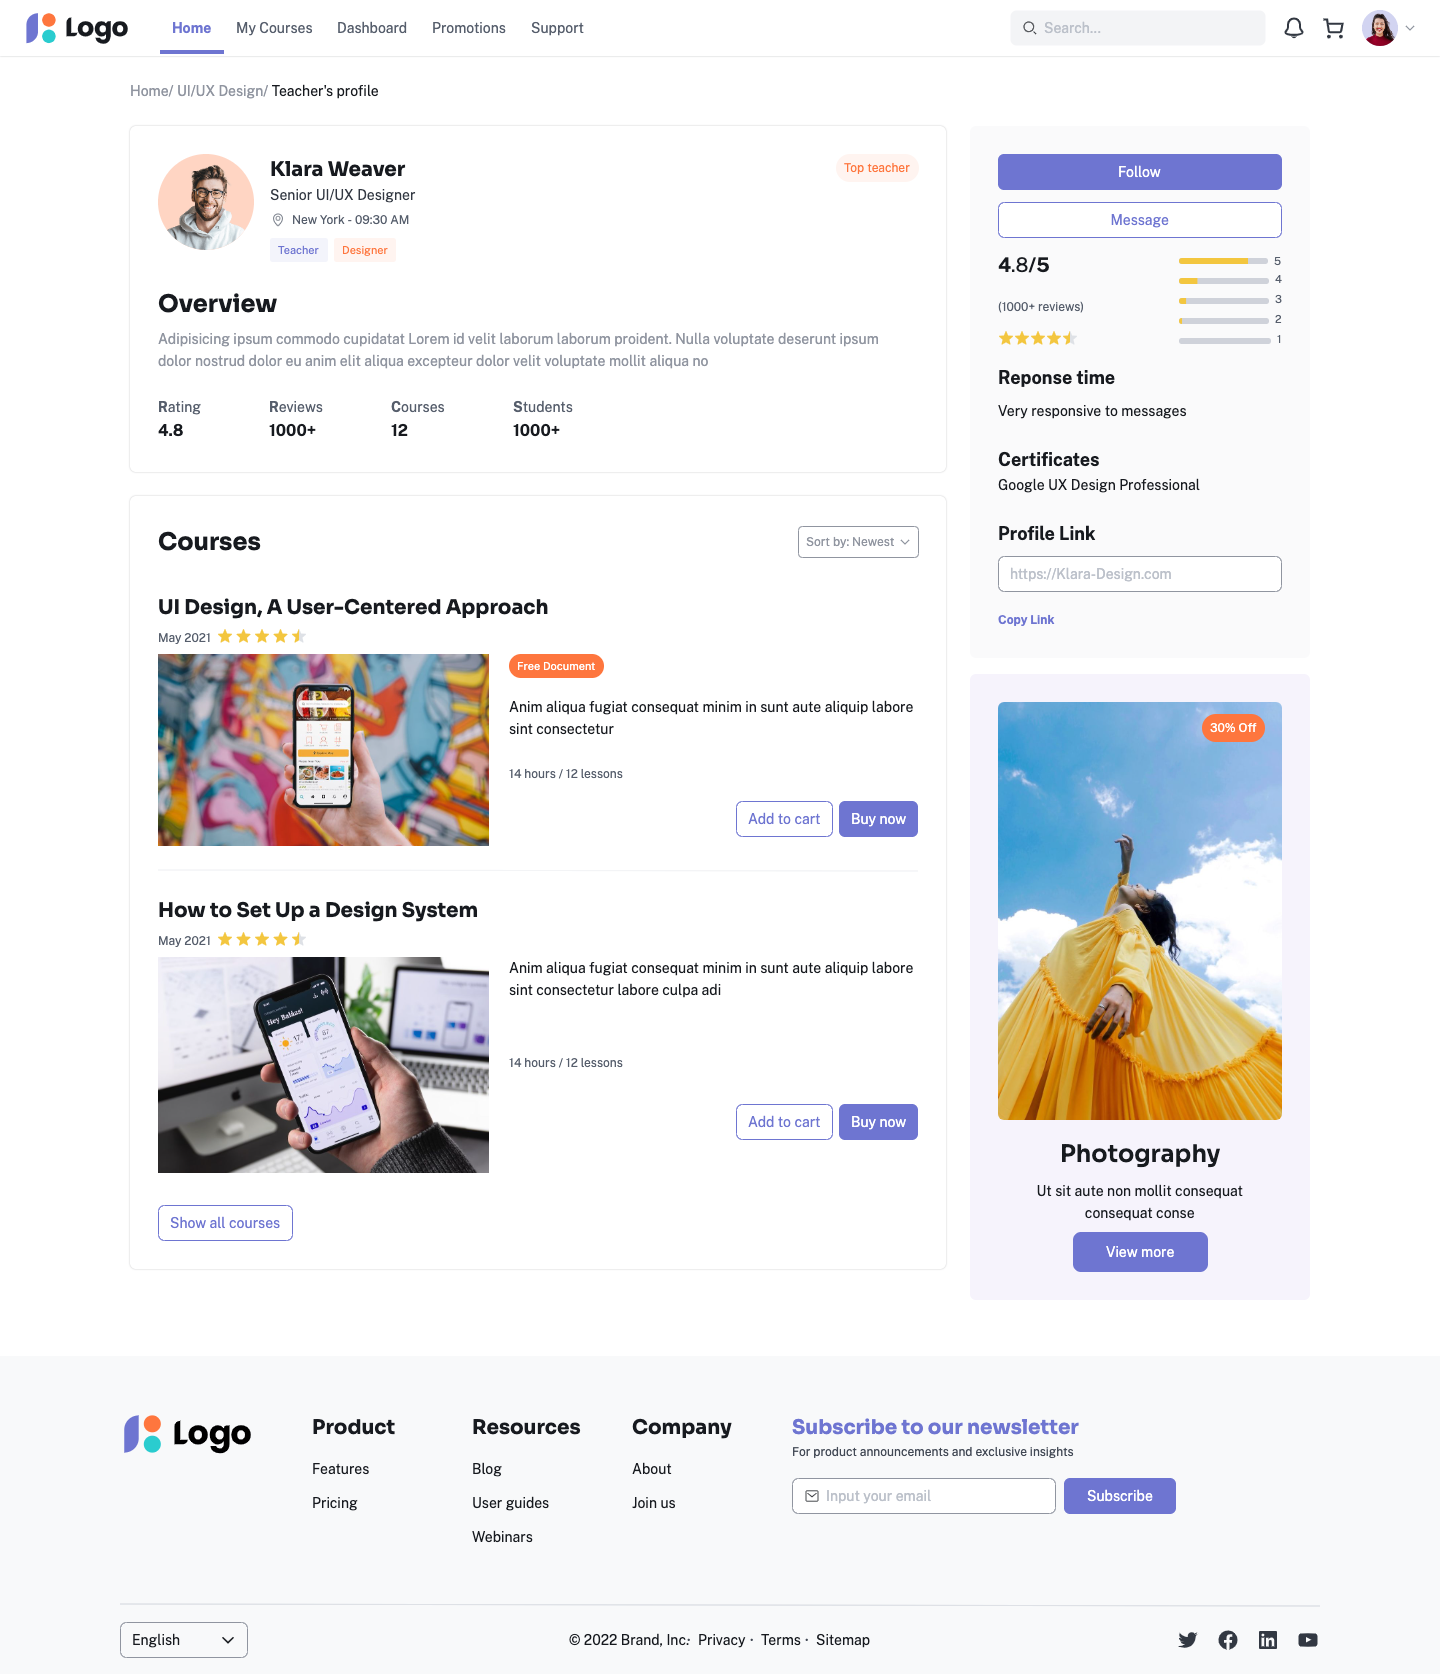 Logo
Home
My Courses
Dashboard
Promotions
Support
Search...
Home/ UI/UX Design/ Teacher's profile
Klara Weaver
Senior UI/UX Designer
New York - 09:30 AM
Teacher
Designer
Top teacher
Overview
Adipisicing ipsum commodo cupidatat Lorem id velit laborum laborum proident. Nulla voluptate deserunt ipsum
dolor nostrud dolor eu anim elit aliqua excepteur dolor velit voluptate mollit aliqua no
Rating
4.8
Reviews
1000+
Courses
12
Students
1000+
Courses
Sort by: Newest
UI Design, A User-Centered Approach
May 2021
Free Document
Anim aliqua fugiat consequat minim in sunt aute aliquip labore
sint consectetur
14 hours / 12 lessons
Add to cart
Buy now
How to Set Up a Design System
May 2021
Hey Balkas!
17
87
Anim aliqua fugiat consequat minim in sunt aute aliquip labore
sint consectetur labore culpa adi
14 hours / 12 lessons
Add to cart
Buy now
Show all courses
Follow
Message
4.8/5
(1000+ reviews)
5
4
3
2
1
Reponse time
Very responsive to messages
Certificates
Google UX Design Professional
Profile Link
https://Klara-Design.com
Copy Link
30% Off
Photography
Ut sit aute non mollit consequat
consequat conse
View more
Logo
Product
Features
Pricing
Resources
Blog
User guides
Webinars
Company
About
Join us
Subscribe to our newsletter
For product announcements and exclusive insights
Input your email
Subscribe
English
© 2022 Brand, Inc. · Privacy · Terms · Sitemap